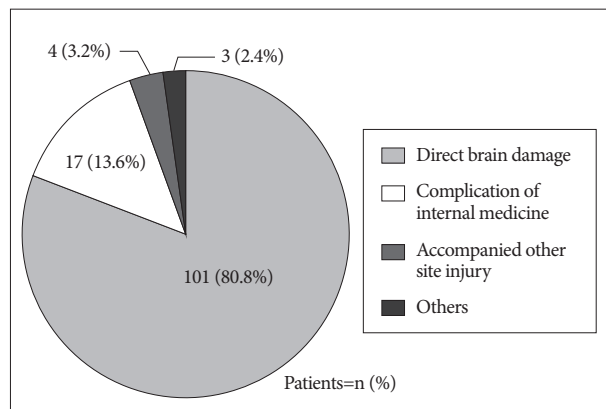 4 (3.2%)
3 (2.4%)
17 (13.6%)
101 (80.8%)
Direct brain damage
Complication of
internal medicine
Accompanied other
site injury
Others
Patients=n (%)